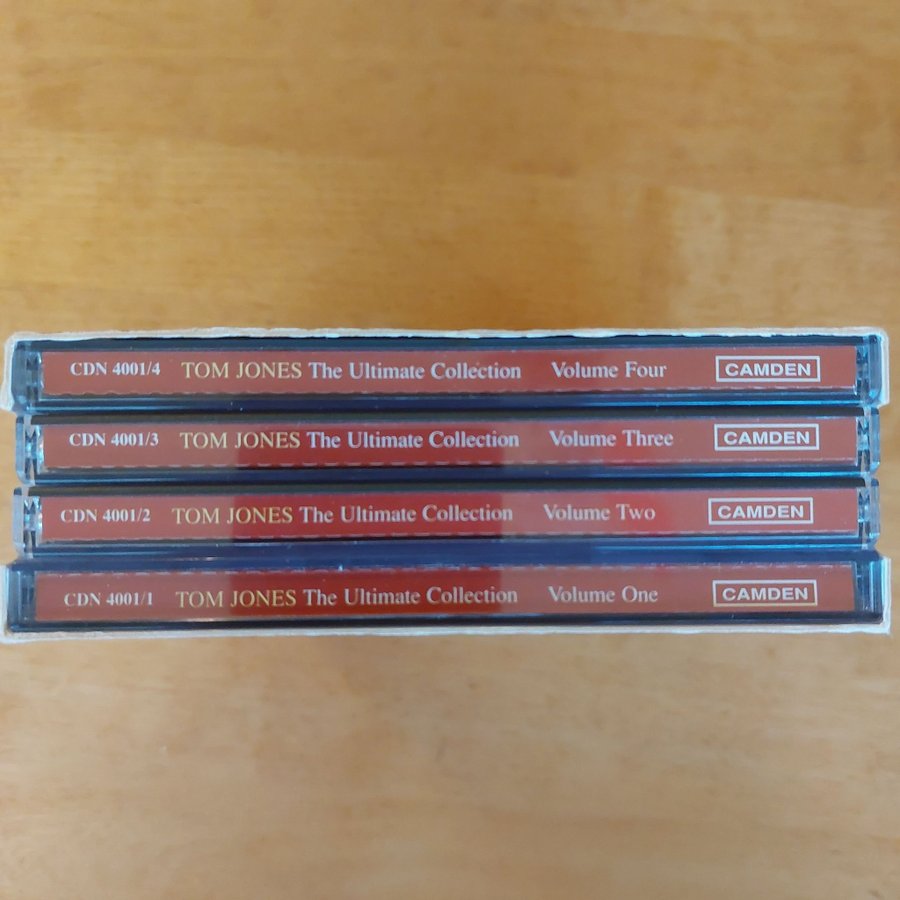 CDN 4001/4 TOM JONES The Ultimate Collection Volume Four CAMDEN
CDN 4001/3 TOM JONES The Ultimate Collection Volume Three CAMDEN
CDN 4001/2 TOM JONES The Ultimate Collection Volume Two CAMDEN
CDN 4001/1 TOM JONES The Ultimate Collection Volume One CAMDEN